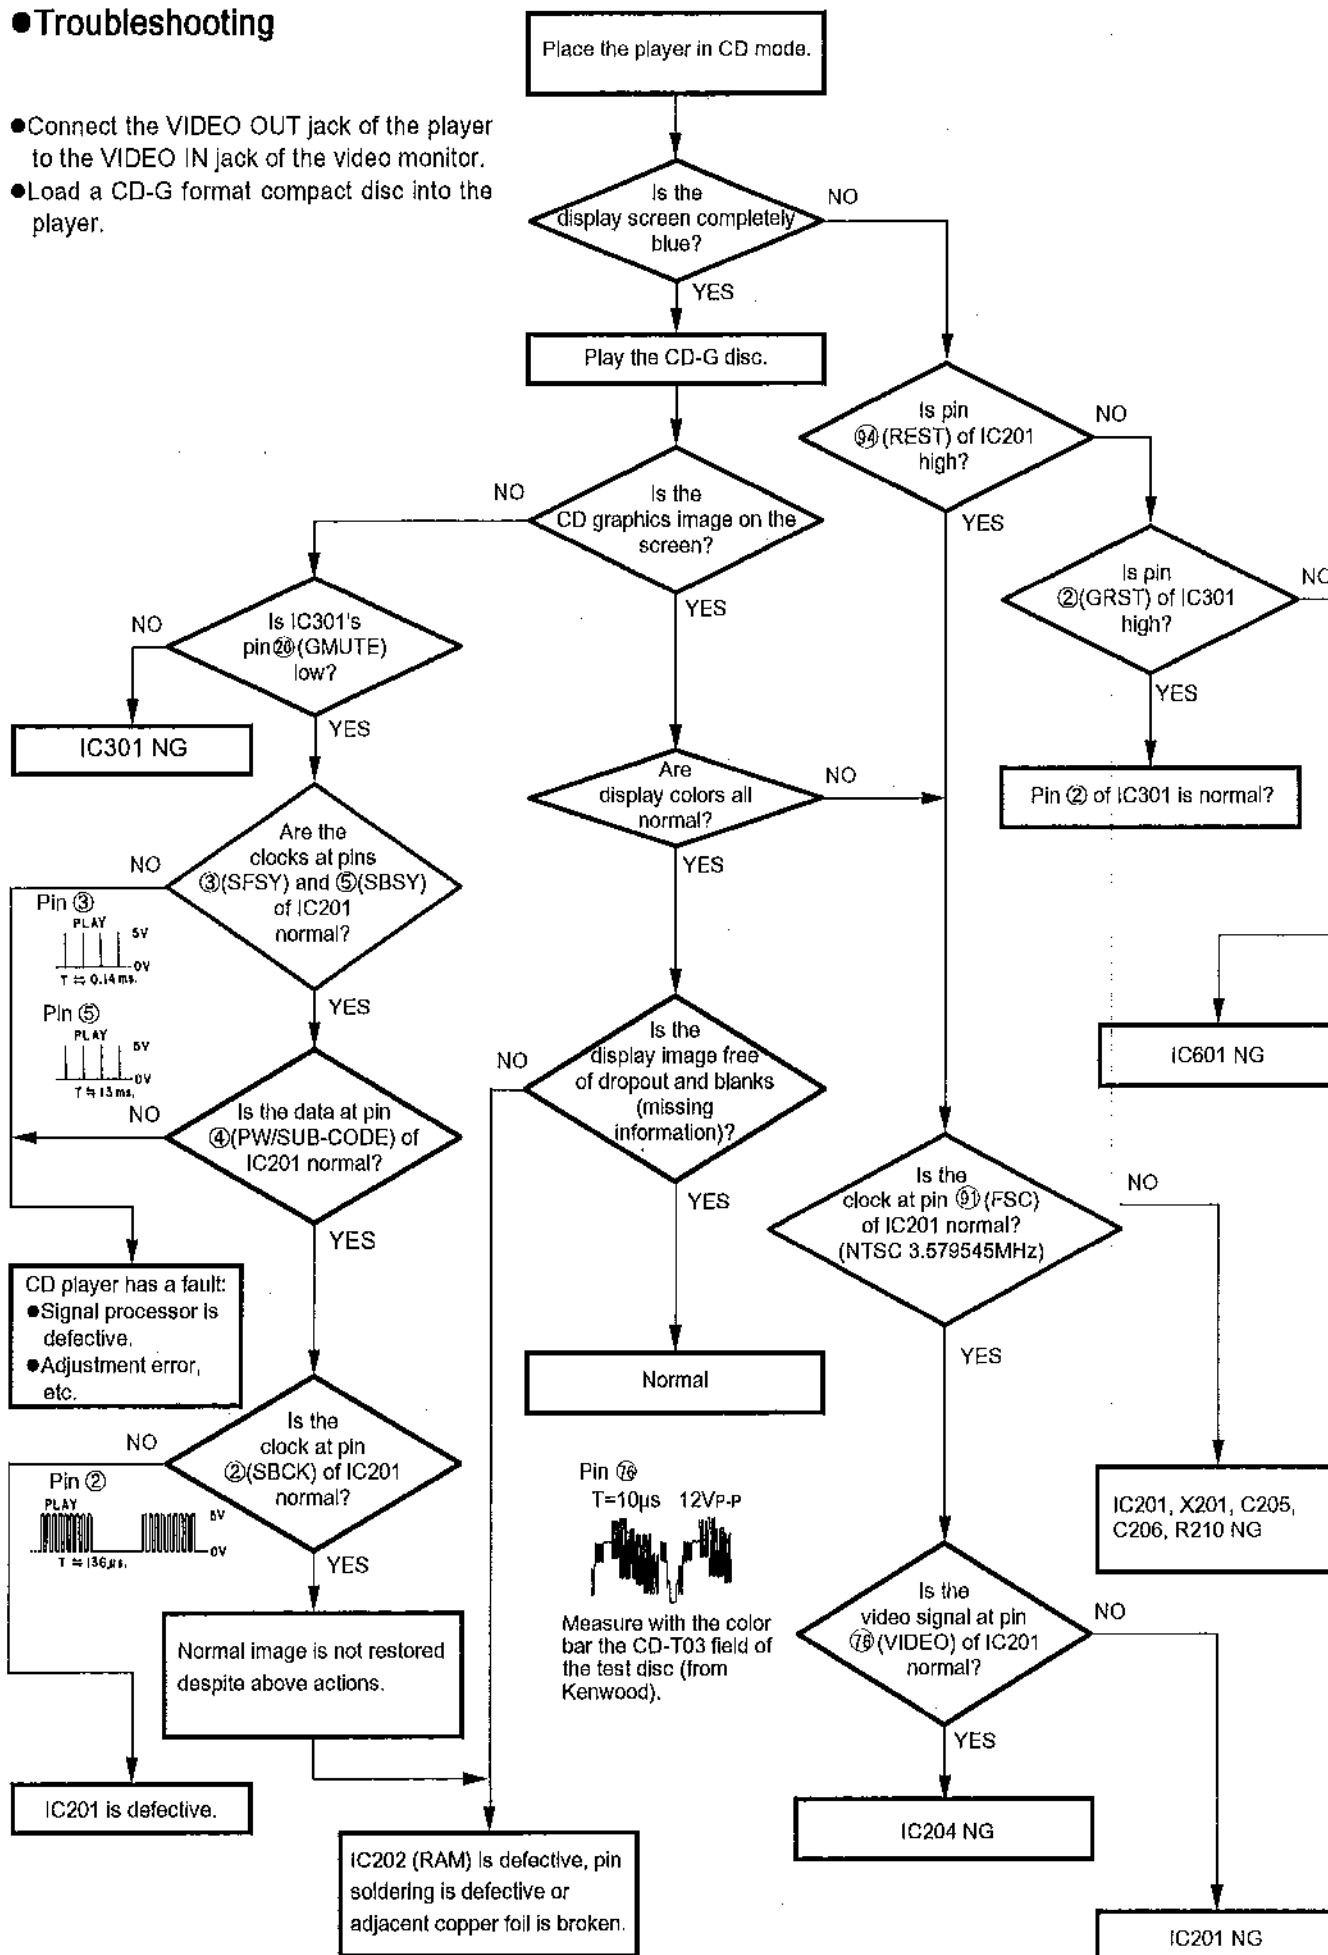 ●Troubleshooting
●Connect the VIDEO OUT jack of the player
to the VIDEO IN jack of the video monitor.
●Load a CD-G format compact disc into the
player.
Place the player in CD mode.
Is the
display screen completely
blue?
NO
YES
Play the CD-G disc.
Is pin
㉔(REST) of IC201
high?
NO
YES
Is the
CD graphics image on the
screen?
NO
YES
Is pin
②(GRST) of IC301
high?
NO
YES
Pin ② of IC301 is normal?
Is IC301's
pin⑳(GMUTE)
low?
NO
YES
IC301 NG
Are
display colors all
normal?
NO
YES
Are the
clocks at pins
③(SFSY) and ⑤(SBSY)
of IC201
normal?
NO
YES
Pin ③
PLAY
5V
0V
T ≒ 0.14ms.
Pin ⑤
PLAY
5V
0V
T ≒ 13ms.
Is the data at pin
④(PW/SUB-CODE) of
IC201 normal?
NO
YES
CD player has a fault:
●Signal processor is
defective.
●Adjustment error,
etc.
Is the
display image free
of dropout and blanks
(missing
information)?
NO
YES
Normal
IC601 NG
Is the
clock at pin (91) (FSC)
of IC201 normal?
(NTSC 3.579545MHz)
NO
YES
IC201, X201, C205,
C206, R210 NG
Is the
clock at pin
②(SBCK) of IC201
normal?
NO
YES
Pin ②
PLAY
5V
0V
T ≒ 136µs.
Normal image is not restored
despite above actions.
IC201 is defective.
IC202 (RAM) is defective, pin
soldering is defective or
adjacent copper foil is broken.
Pin (76)
T=10µs 12VP-P
Measure with the color
bar the CD-T03 field of
the test disc (from
Kenwood).
Is the
video signal at pin
(76)(VIDEO) of IC201
normal?
NO
YES
IC204 NG
IC201 NG